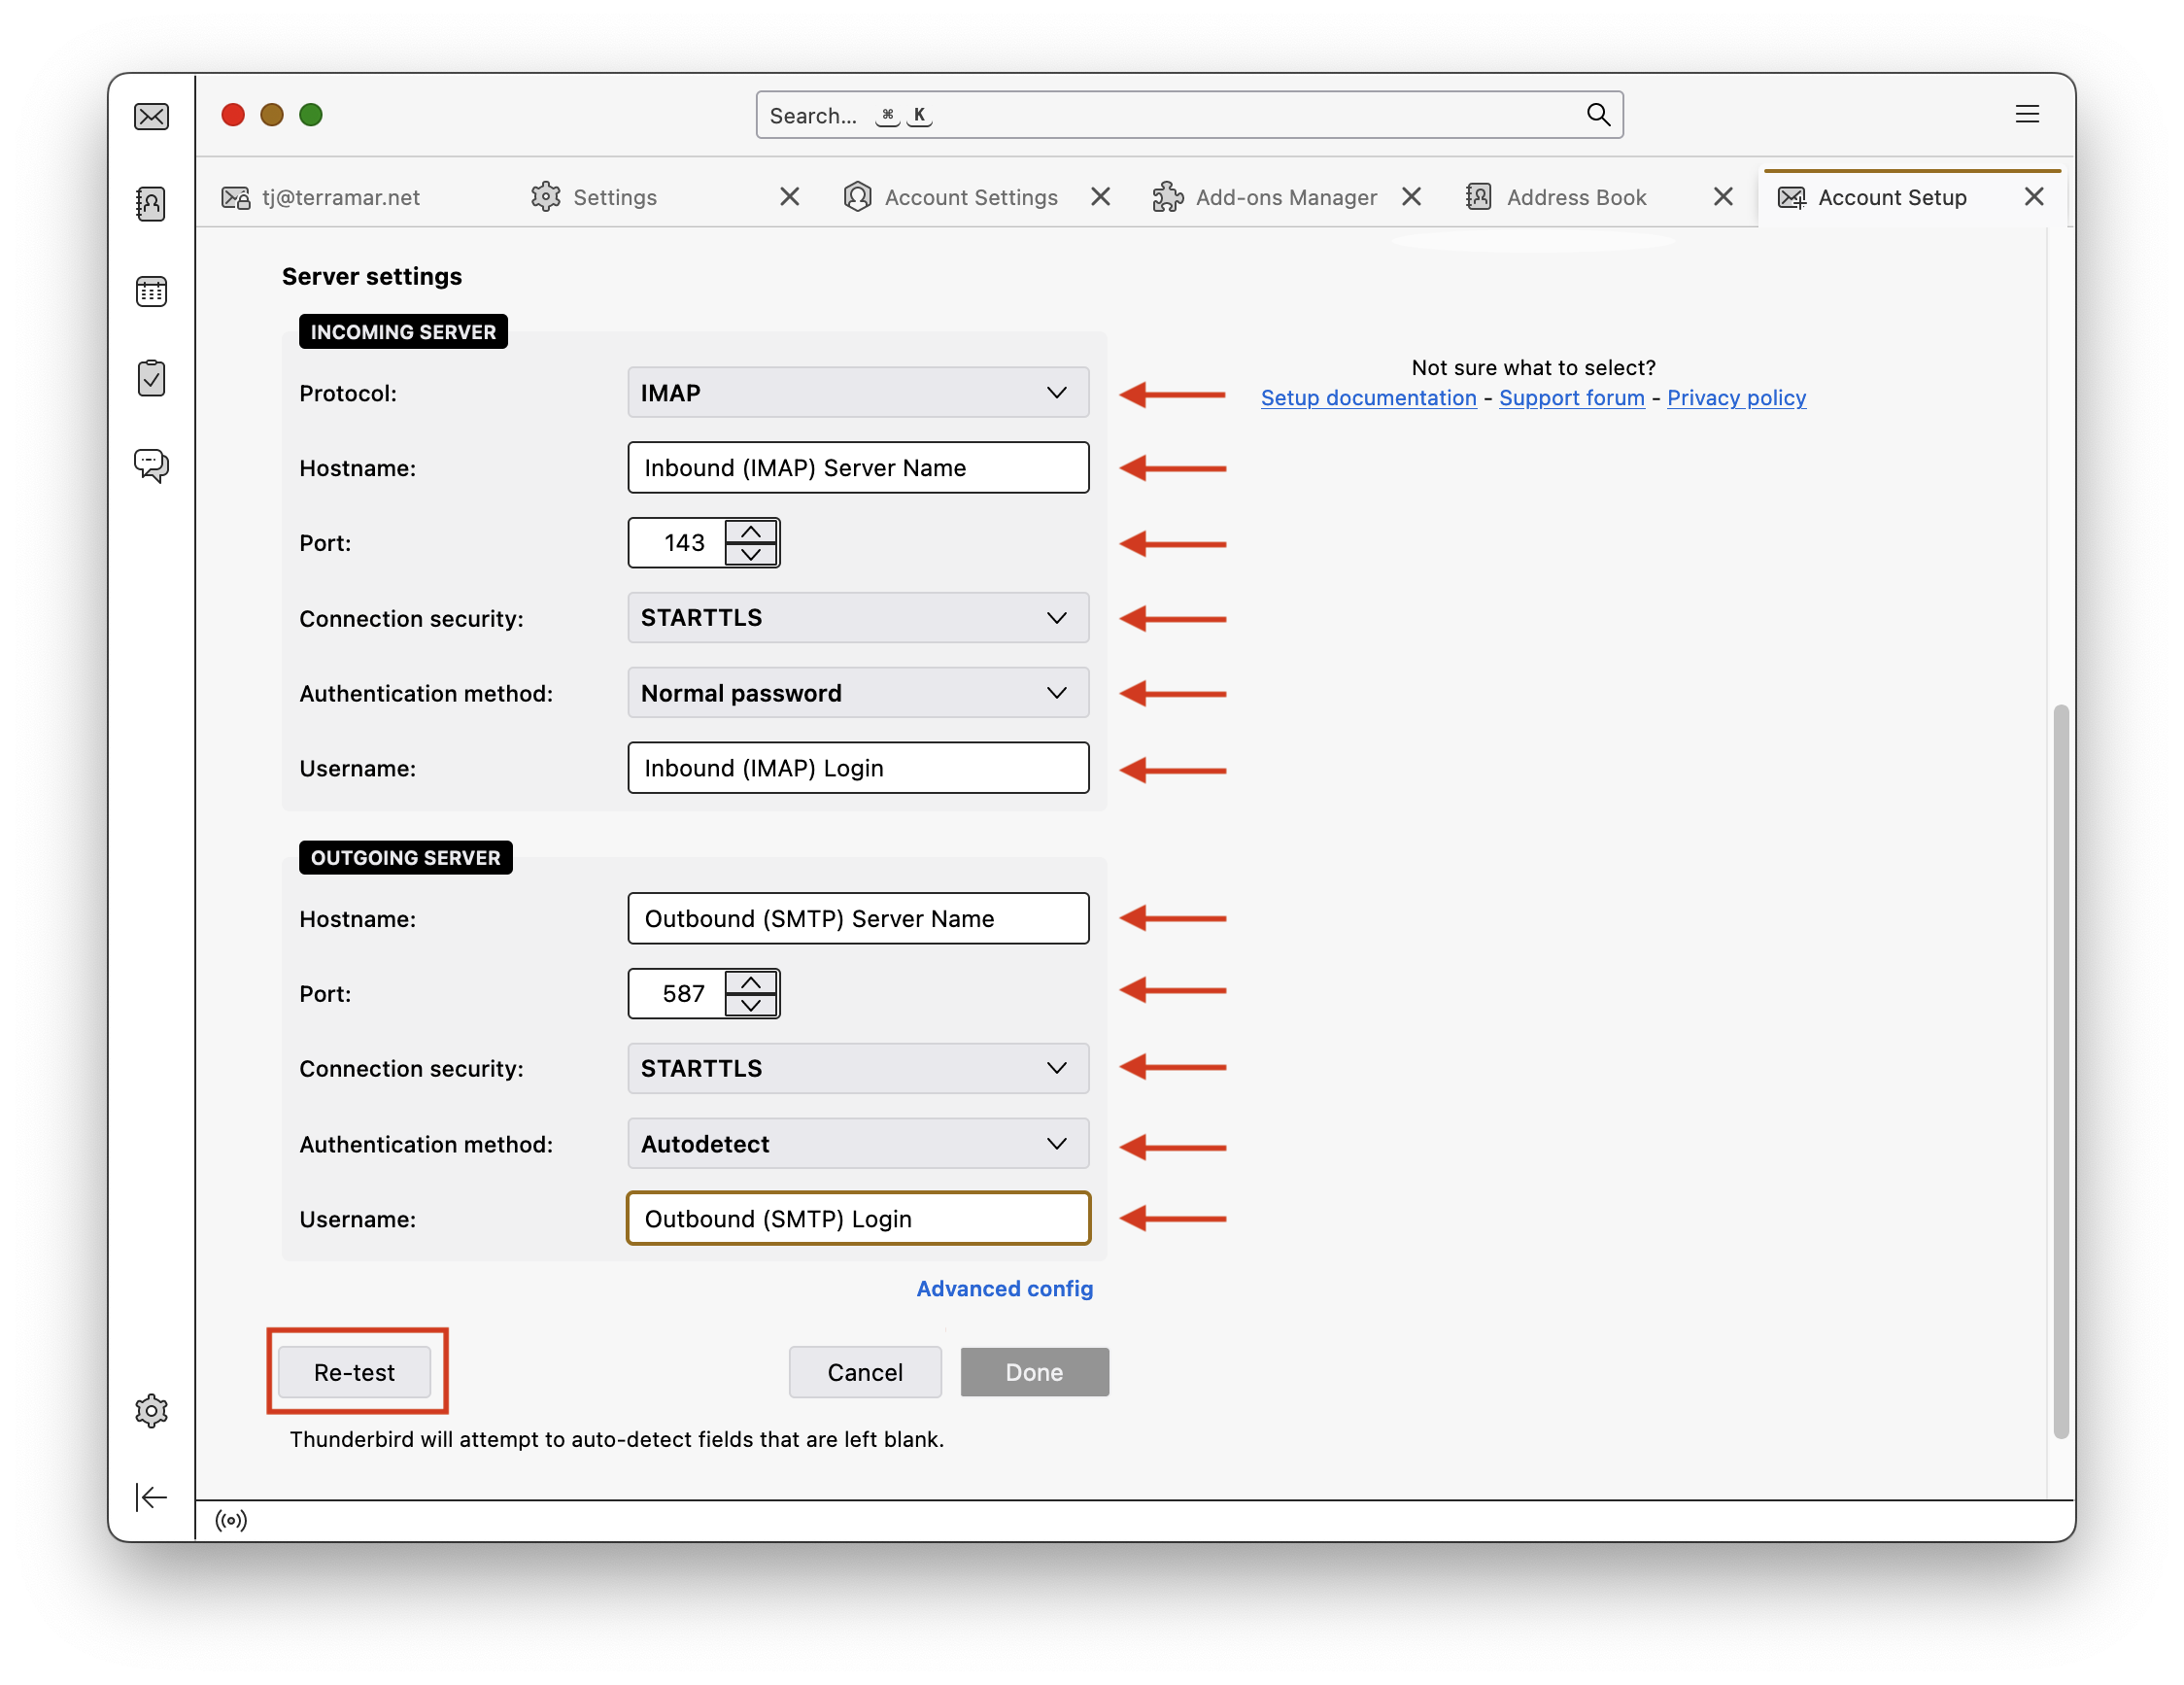 Search... ⌘ K
tj@terramar.net Settings Account Settings Add-ons Manager Address Book Account Setup
Server settings
INCOMING SERVER
Protocol: IMAP
Hostname: Inbound (IMAP) Server Name
Port: 143
Connection security: STARTTLS
Authentication method: Normal password
Username: Inbound (IMAP) Login
Not sure what to select?
Setup documentation - Support forum - Privacy policy
OUTGOING SERVER
Hostname: Outbound (SMTP) Server Name
Port: 587
Connection security: STARTTLS
Authentication method: Autodetect
Username: Outbound (SMTP) Login
Advanced config
Re-test Cancel Done
Thunderbird will attempt to auto-detect fields that are left blank.